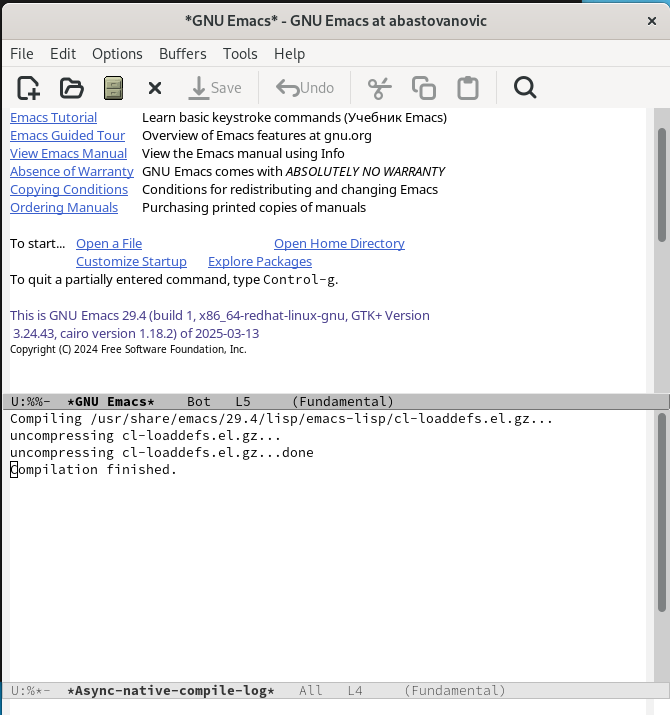 *GNU Emacs* - GNU Emacs at abastovanovic
File Edit Options Buffers Tools Help
Save Undo
Emacs Tutorial Learn basic keystroke commands (Учебник Emacs)
Emacs Guided Tour Overview of Emacs features at gnu.org
View Emacs Manual View the Emacs manual using Info
Absence of Warranty GNU Emacs comes with ABSOLUTELY NO WARRANTY
Copying Conditions Conditions for redistributing and changing Emacs
Ordering Manuals Purchasing printed copies of manuals
To start... Open a File Open Home Directory
Customize Startup Explore Packages
To quit a partially entered command, type Control-g.
This is GNU Emacs 29.4 (build 1, x86_64-redhat-linux-gnu, GTK+ Version
3.24.43, cairo version 1.18.2) of 2025-03-13
Copyright (C) 2024 Free Software Foundation, Inc.
U:%%- *GNU Emacs* Bot L5 (Fundamental)
Compiling /usr/share/emacs/29.4/lisp/emacs-lisp/cl-loaddefs.el.gz...
uncompressing cl-loaddefs.el.gz...
uncompressing cl-loaddefs.el.gz...done
Compilation finished.
U:%*- *Async-native-compile-log* All L4 (Fundamental)